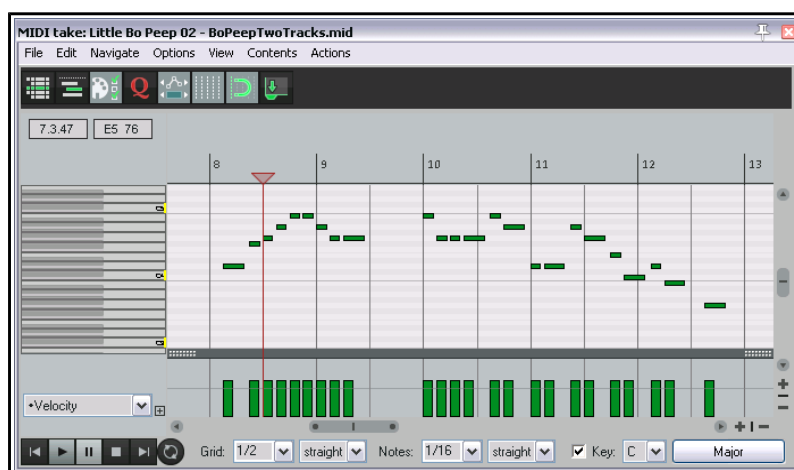 MIDI take: Little Bo Peep 02 - BoPeepTwoTracks.mid
File Edit Navigate Options View Contents Actions
Q
7.3.47 E5 76
8 9 10 11 12 13
•Velocity
Grid: 1/2 straight Notes: 1/16 straight Key: C Major